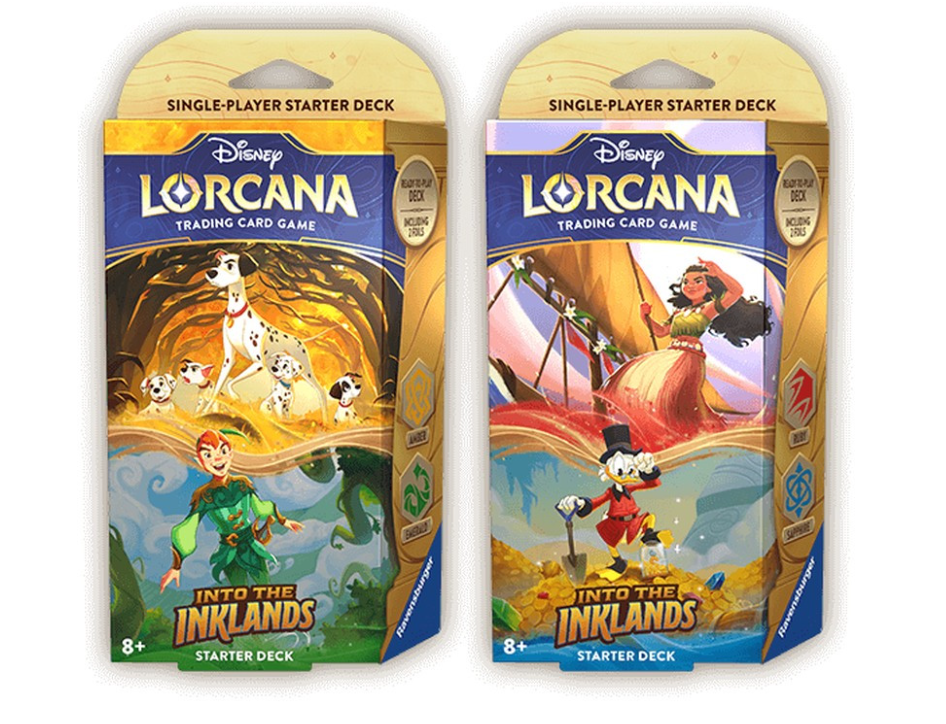 SINGLE-PLAYER STARTER DECK
Disney
LORCANA
TRADING CARD GAME
READY-TO-PLAY
DECK
INCLUDING
2 FOILS
AMBER
EMERALD
INTO THE
INKLANDS
8+
STARTER DECK
Ravensburger
SINGLE-PLAYER STARTER DECK
Disney
LORCANA
TRADING CARD GAME
READY-TO-PLAY
DECK
INCLUDING
2 FOILS
RUBY
SAPPHIRE
INTO THE
INKLANDS
8+
STARTER DECK
Ravensburger